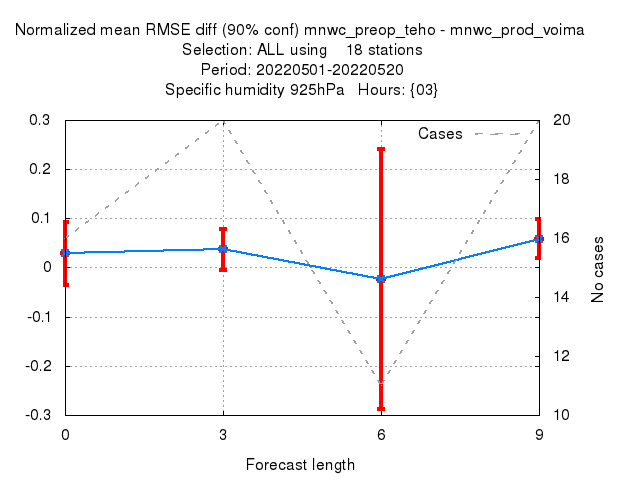 Normalized mean RMSE diff (90% conf) mnwc_preop_teho - mnwc_prod_voima
Selection: ALL using 18 stations
Period: 20220501-20220520
Specific humidity 925hPa Hours: {03}
Cases
0.3
0.2
0.1
0
-0.1
-0.2
-0.3
20
18
16
14
12
10
No cases
0 3 6 9
Forecast length